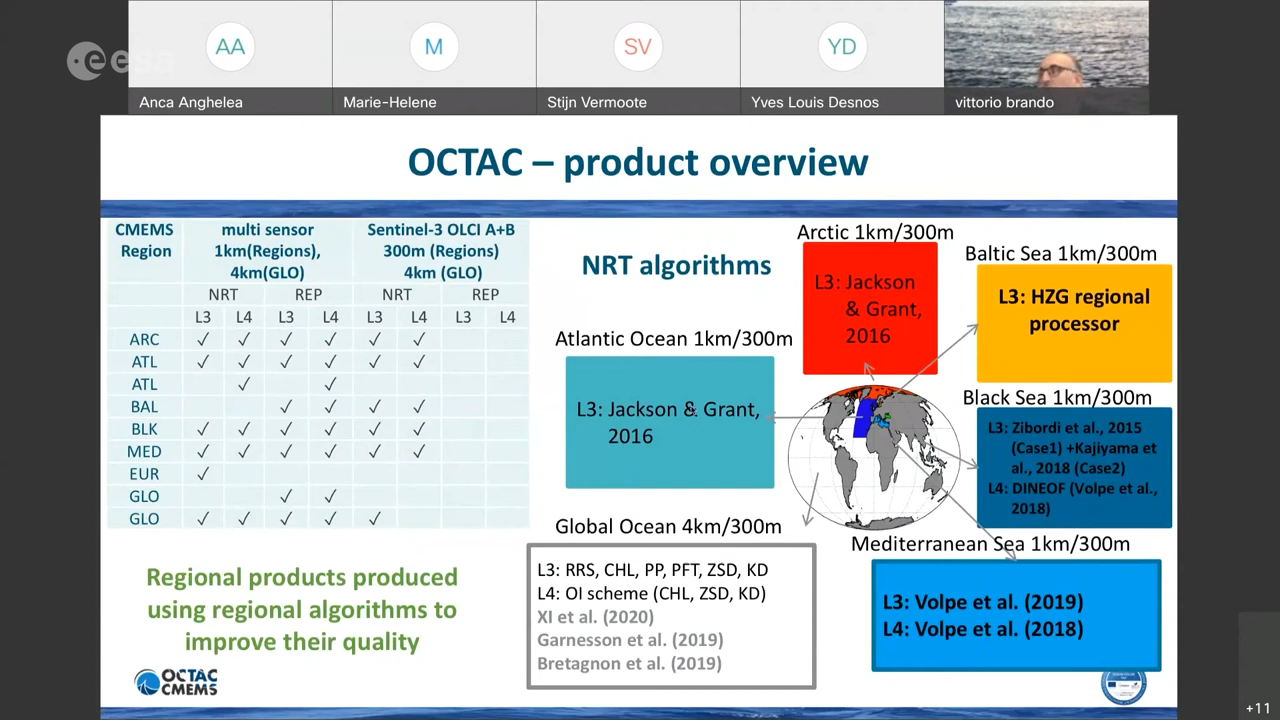 esa
AA
M
SV
YD
Anca Anghelea
Marie-Helene
Stijn Vermoote
Yves Louis Desnos
vittorio brando
OCTAC – product overview
CMEMS Region
multi sensor
1km(Regions),
4km(GLO)
Sentinel-3 OLCI A+B
300m (Regions)
4km (GLO)
NRT REP NRT REP
L3 L4 L3 L4 L3 L4 L3 L4
ARC ✓ ✓ ✓ ✓ ✓ ✓
ATL ✓ ✓ ✓ ✓ ✓ ✓
ATL ✓ ✓
BAL ✓ ✓ ✓ ✓
BLK ✓ ✓ ✓ ✓ ✓ ✓
MED ✓ ✓ ✓ ✓ ✓ ✓
EUR ✓
GLO ✓ ✓
GLO ✓ ✓ ✓ ✓ ✓
Regional products produced
using regional algorithms to
improve their quality
OCTAC
CMEMS
NRT algorithms
Arctic 1km/300m
L3: Jackson
& Grant,
2016
Baltic Sea 1km/300m
L3: HZG regional
processor
Atlantic Ocean 1km/300m
L3: Jackson & Grant,
2016
Black Sea 1km/300m
L3: Zibordi et al., 2015
(Case1) +Kajiyama et
al., 2018 (Case2)
L4: DINEOF (Volpe et al.,
2018)
Global Ocean 4km/300m
L3: RRS, CHL, PP, PFT, ZSD, KD
L4: OI scheme (CHL, ZSD, KD)
XI et al. (2020)
Garnesson et al. (2019)
Bretagnon et al. (2019)
Mediterranean Sea 1km/300m
L3: Volpe et al. (2019)
L4: Volpe et al. (2018)
+11